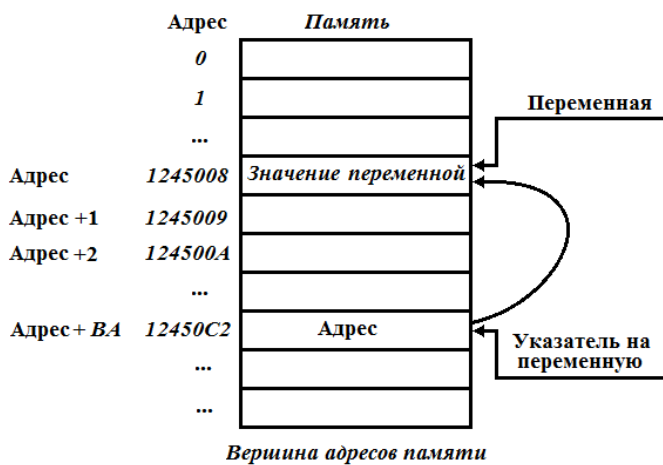 Адрес Память
0
1
...
Переменная
Адрес 1245008 Значение переменной
Адрес +1 1245009
Адрес +2 124500A
...
Адрес + BA 12450C2 Адрес
Указатель на
переменную
...
...
Вершина адресов памяти